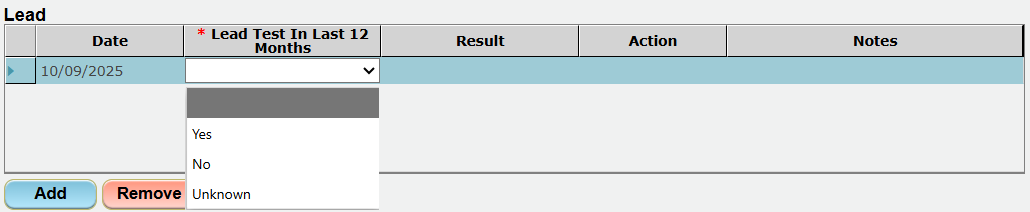 Lead
Date
* Lead Test In Last 12
Months
Result
Action
Notes
10/09/2025
Yes
No
Unknown
Add
Remove